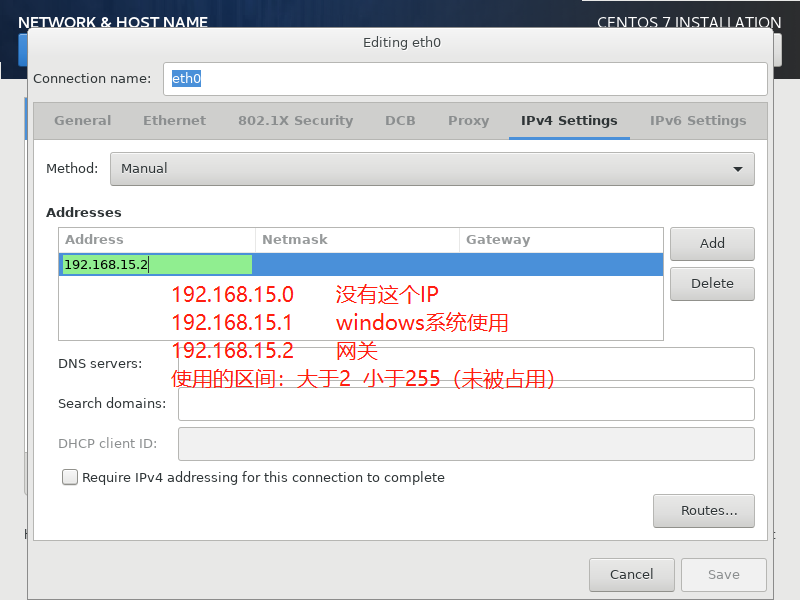 NETWORK & HOST NAME
CENTOS 7 INSTALLATION
Editing eth0
Connection name: eth0
General Ethernet 802.1X Security DCB Proxy IPv4 Settings IPv6 Settings
Method: Manual
Addresses
Address Netmask Gateway
192.168.15.2
Add
Delete
192.168.15.0 没有这个IP
192.168.15.1 windows系统使用
192.168.15.2 网关
使用的区间：大于2 小于255（未被占用）
DNS servers:
Search domains:
DHCP client ID:
Require IPv4 addressing for this connection to complete
Routes...
Cancel Save